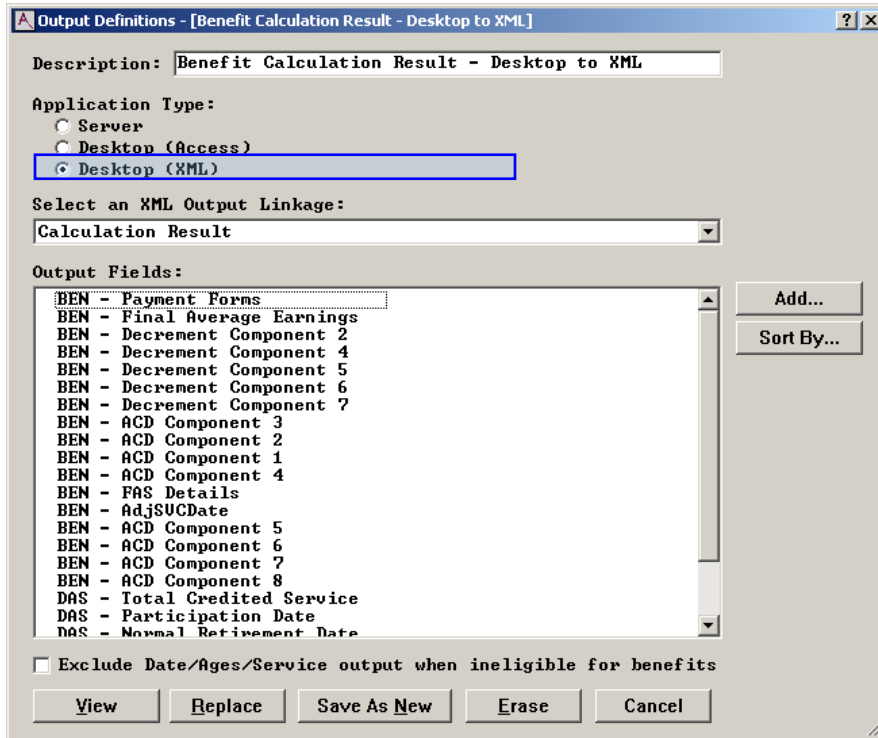 Output Definitions - [Benefit Calculation Result - Desktop to XML]
Description: Benefit Calculation Result - Desktop to XML
Application Type:
Server
Desktop (Access)
Desktop (XML)
Select an XML Output Linkage:
Calculation Result
Output Fields:
BEN - Payment Forms
BEN - Final Average Earnings
BEN - Decrement Component 2
BEN - Decrement Component 4
BEN - Decrement Component 5
BEN - Decrement Component 6
BEN - Decrement Component 7
BEN - ACD Component 3
BEN - ACD Component 2
BEN - ACD Component 1
BEN - ACD Component 4
BEN - FAS Details
BEN - AdjSVCDate
BEN - ACD Component 5
BEN - ACD Component 6
BEN - ACD Component 7
BEN - ACD Component 8
DAS - Total Credited Service
DAS - Participation Date
DAS - Normal Retirement Date
Add...
Sort By...
Exclude Date/Ages/Service output when ineligible for benefits
View Replace Save As New Erase Cancel